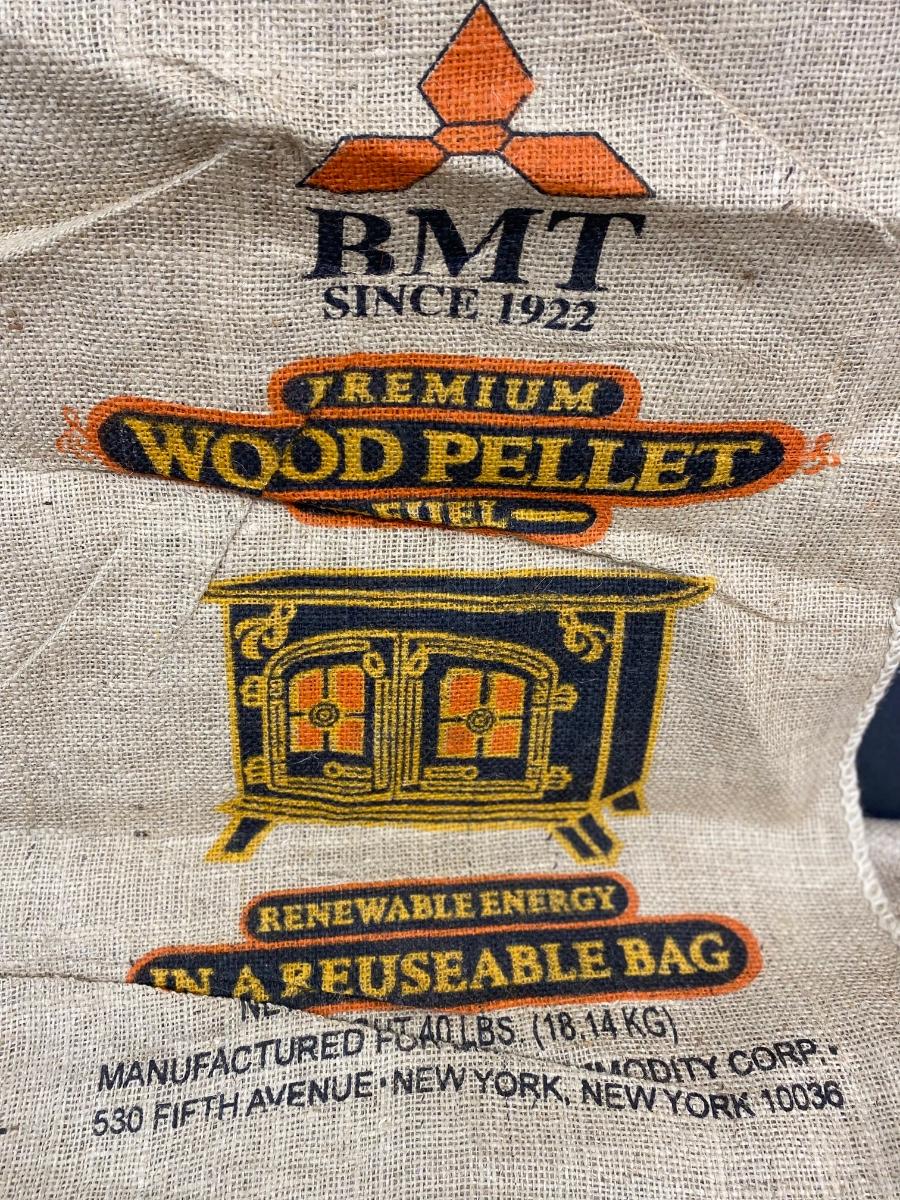 BMT
SINCE 1922
PREMIUM
WOOD PELLET
FUEL
RENEWABLE ENERGY
IN A REUSEABLE BAG
40 LBS. (18.14 KG)
MANUFACTURED CORP.
530 FIFTH AVENUE • NEW YORK, NEW YORK 10036